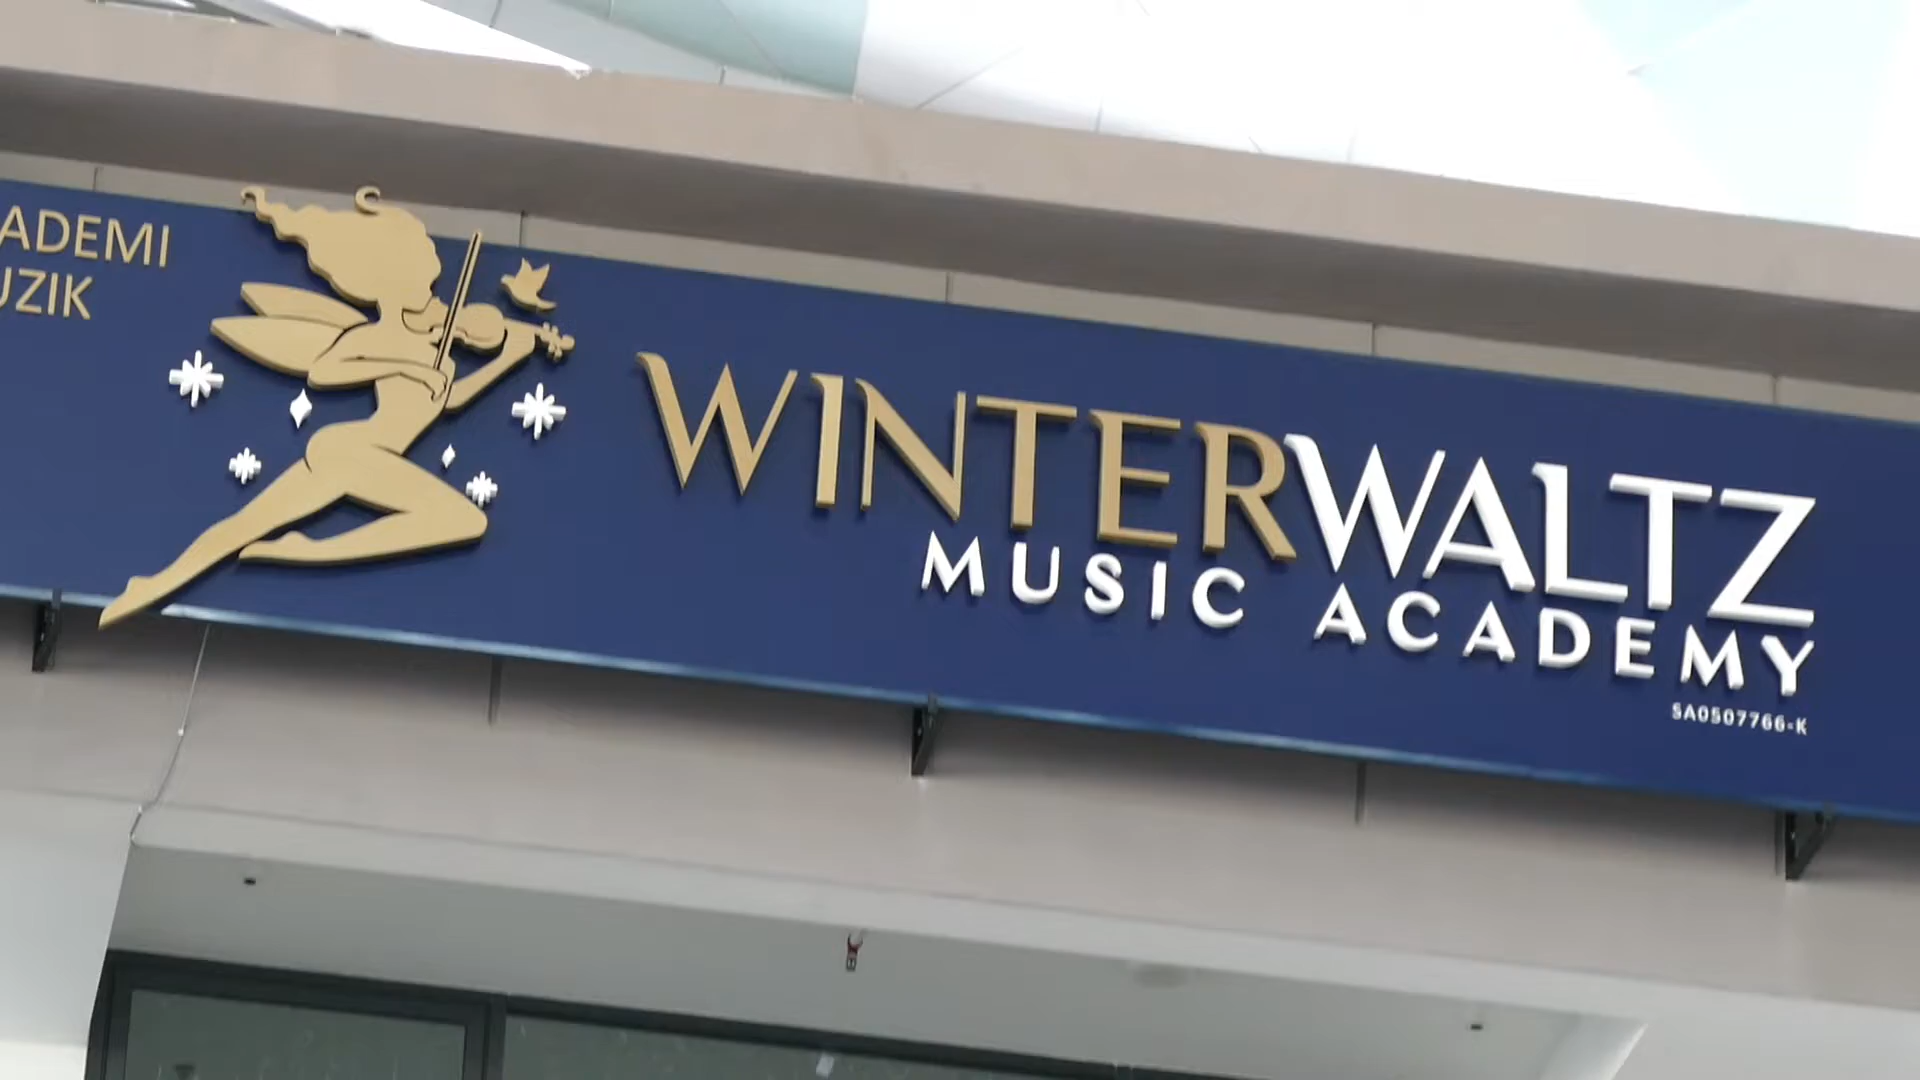 ADEMI
UZIK
WINTERWALTZ
MUSIC ACADEMY
SA0507766-K